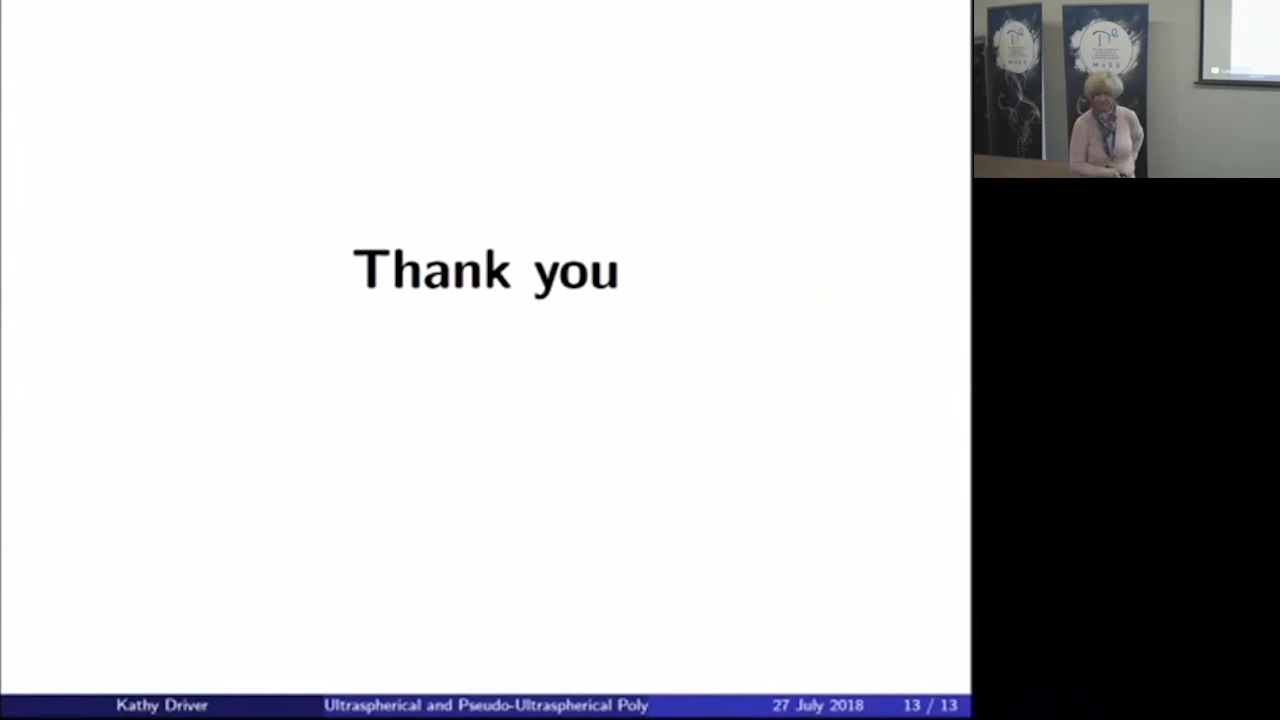 Thank you
Kathy Driver
Ultraspherical and Pseudo-Ultraspherical Poly
27 July 2018
13 / 13